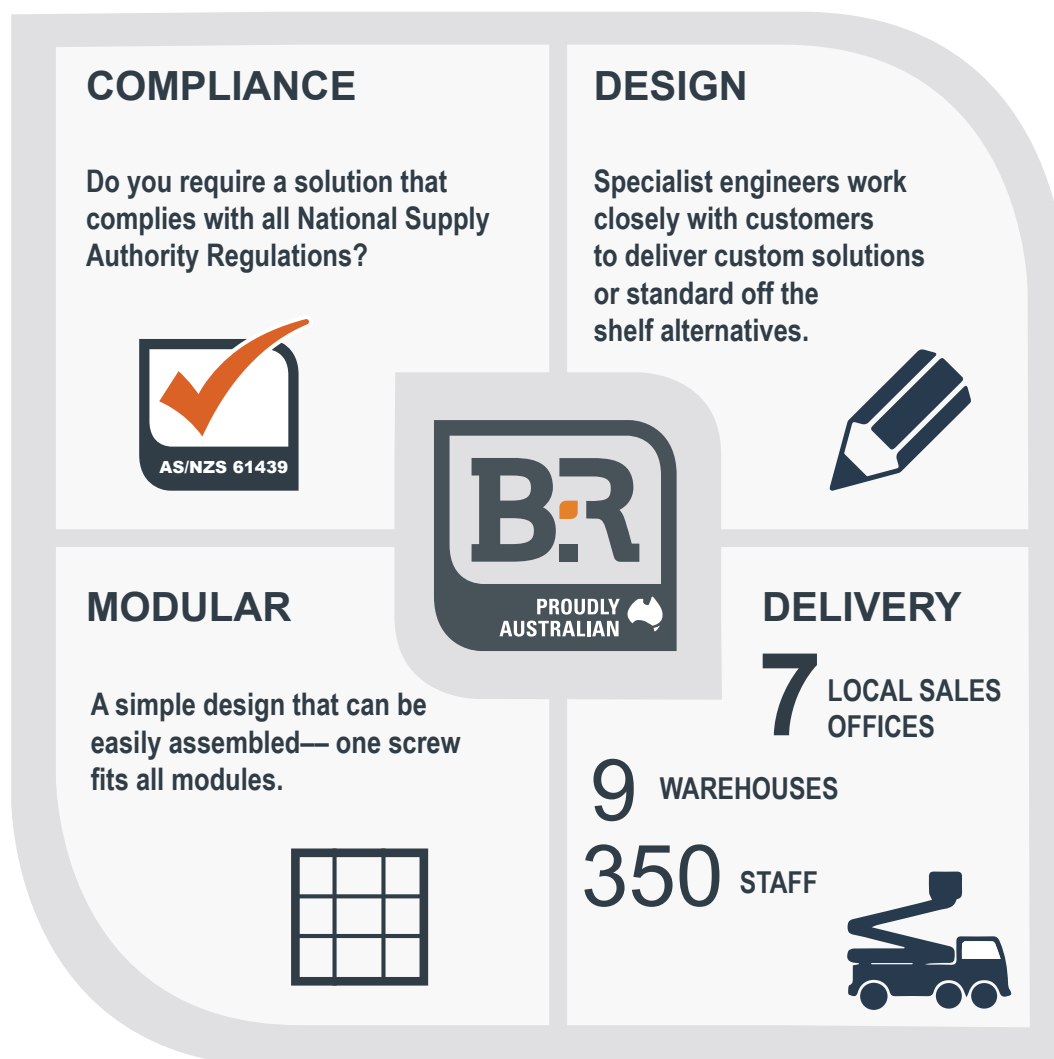 COMPLIANCE
Do you require a solution that
complies with all National Supply
Authority Regulations?
AS/NZS 61439
DESIGN
Specialist engineers work
closely with customers
to deliver custom solutions
or standard off the
shelf alternatives.
B:R
PROUDLY
AUSTRALIAN
MODULAR
A simple design that can be
easily assembled— one screw
fits all modules.
DELIVERY
7 LOCAL SALES
OFFICES
9 WAREHOUSES
350 STAFF